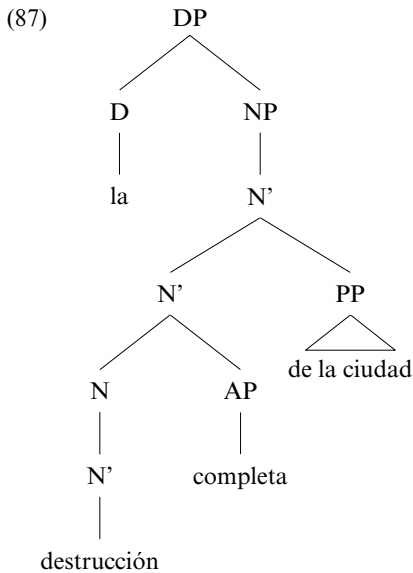 (87) DP
D NP
la N’
N’ PP
de la ciudad
N AP
N’ completa
destrucción